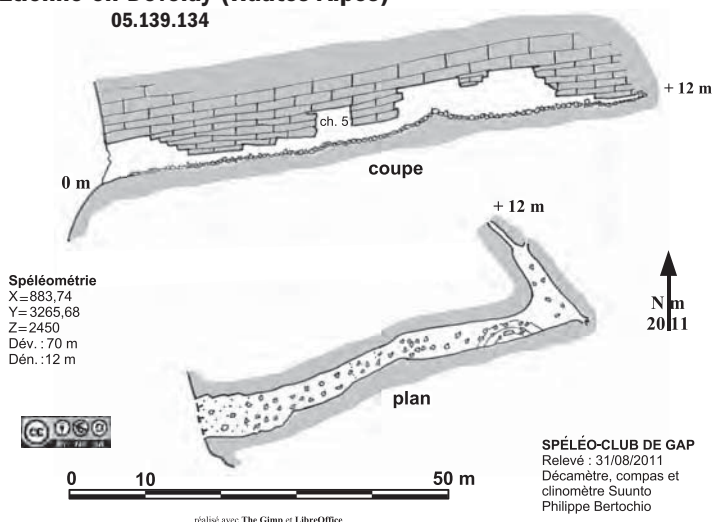 05.139.134
+ 12 m
ch. 5
coupe
0 m
+ 12 m
Spéléométrie
X=883,74
Y=3265,68
Z=2450
Dév. : 70 m
Dén. :12 m
N m
2011
plan
cc
SPÉLÉO-CLUB DE GAP
Relevé : 31/08/2011
Décamètre, compas et
clinomètre Suunto
Philippe Bertochio
0 10 50 m
réalisé avec The Gimp et LibreOffice